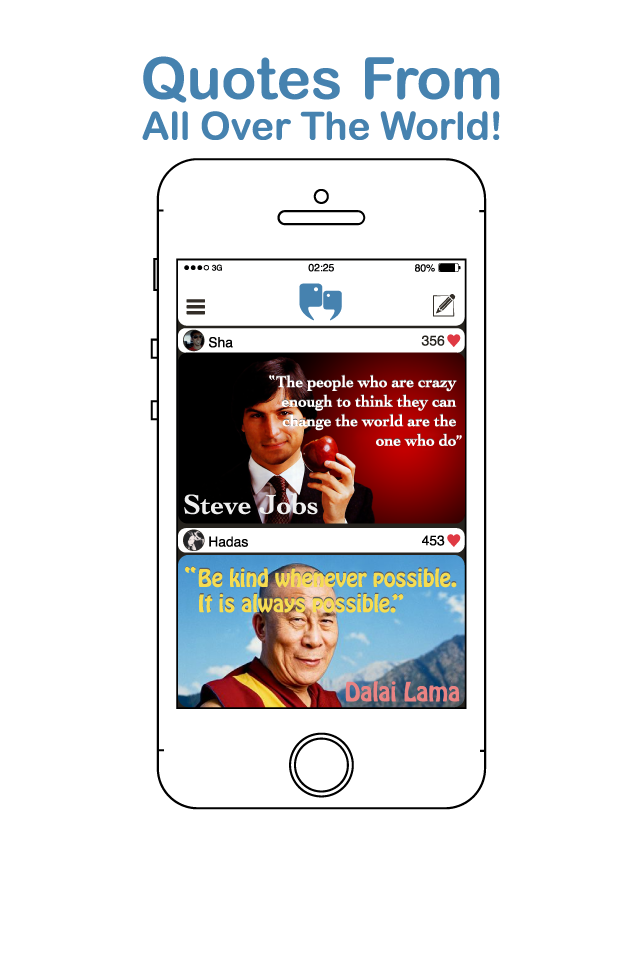 Quotes From
All Over The World!
3G 02:25 80%
Sha 356
“The people who are crazy
enough to think they can
change the world are the
one who do”
Steve Jobs
Hadas 453
“Be kind whenever possible.
It is always possible.”
Dalai Lama